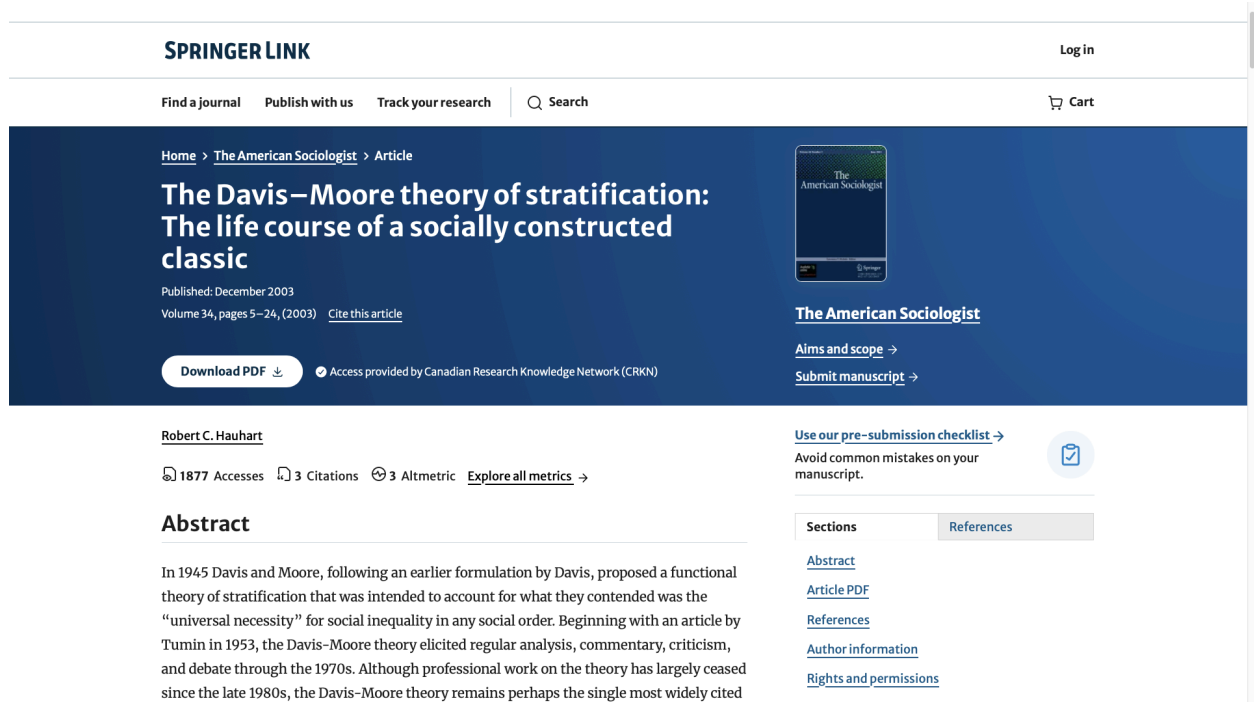 SPRINGER LINK
Log in
Find a journal Publish with us Track your research Search
Cart
Home > The American Sociologist > Article
The Davis–Moore theory of stratification:
The life course of a socially constructed
classic
Published: December 2003
Volume 34, pages 5–24, (2003) Cite this article
Download PDF Access provided by Canadian Research Knowledge Network (CRKN)
The
American Sociologist
Springer
The American Sociologist
Aims and scope →
Submit manuscript →
Robert C. Hauhart
1877 Accesses 3 Citations 3 Altmetric Explore all metrics →
Abstract
In 1945 Davis and Moore, following an earlier formulation by Davis, proposed a functional
theory of stratification that was intended to account for what they contended was the
“universal necessity” for social inequality in any social order. Beginning with an article by
Tumin in 1953, the Davis-Moore theory elicited regular analysis, commentary, criticism,
and debate through the 1970s. Although professional work on the theory has largely ceased
since the late 1980s, the Davis-Moore theory remains perhaps the single most widely cited
Use our pre-submission checklist →
Avoid common mistakes on your
manuscript.
Sections References
Abstract
Article PDF
References
Author information
Rights and permissions